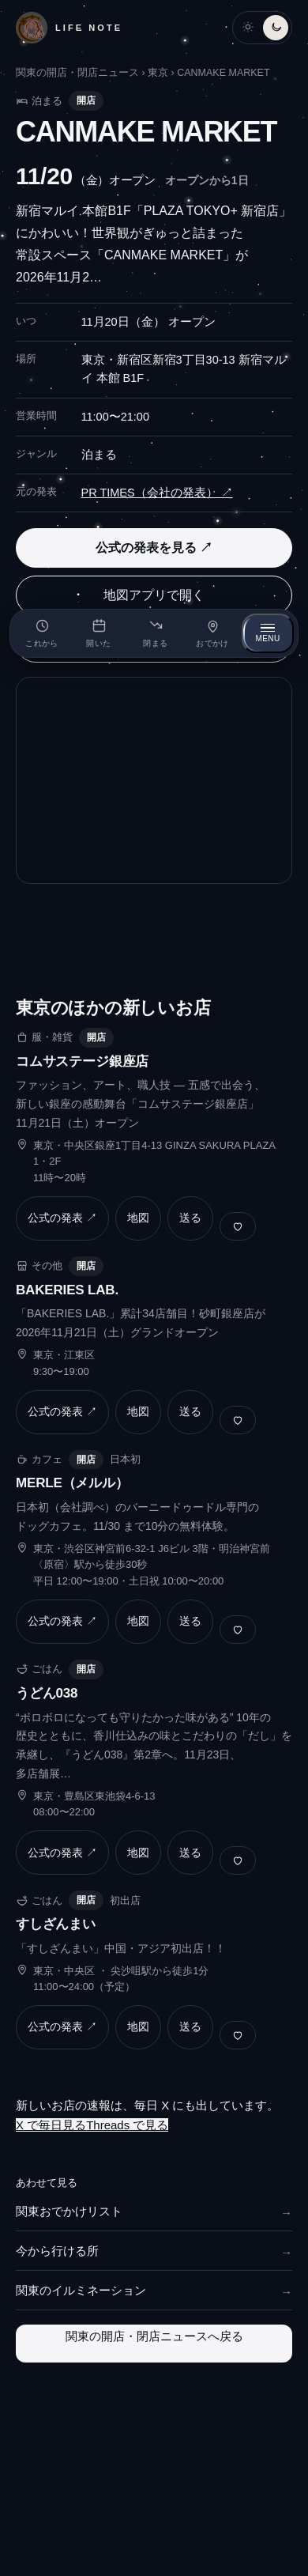 LIFE NOTE
関東の開店・閉店ニュース › 東京 › CANMAKE MARKET
泊まる 開店
CANMAKE MARKET
11/20（金）オープン オープンから1日
新宿マルイ 本館B1F「PLAZA TOKYO+ 新宿店」
にかわいい！世界観がぎゅっと詰まった
常設スペース「CANMAKE MARKET」が
2026年11月2…
いつ 11月20日（金） オープン
場所 東京・新宿区新宿3丁目30-13 新宿マル
イ 本館 B1F
営業時間 11:00〜21:00
ジャンル 泊まる
元の発表 PR TIMES（会社の発表） ↗
公式の発表を見る ↗
地図アプリで開く
これから 開いた 閉まる おでかけ MENU
東京のほかの新しいお店
服・雑貨 開店
コムサステージ銀座店
ファッション、アート、職人技 — 五感で出会う、
新しい銀座の感動舞台「コムサステージ銀座店」
11月21日（土）オープン
東京・中央区銀座1丁目4-13 GINZA SAKURA PLAZA
1・2F
11時〜20時
公式の発表 ↗ 地図 送る ♡
その他 開店
BAKERIES LAB.
「BAKERIES LAB.」累計34店舗目！砂町銀座店が
2026年11月21日（土）グランドオープン
東京・江東区
9:30〜19:00
公式の発表 ↗ 地図 送る ♡
カフェ 開店 日本初
MERLE（メルル）
日本初（会社調べ）のバーニードゥードル専門の
ドッグカフェ。11/30 まで10分の無料体験。
東京・渋谷区神宮前6-32-1 J6ビル 3階・明治神宮前
〈原宿〉駅から徒歩30秒
平日 12:00〜19:00・土日祝 10:00〜20:00
公式の発表 ↗ 地図 送る ♡
ごはん 開店
うどん038
“ボロボロになっても守りたかった味がある” 10年の
歴史とともに、香川仕込みの味とこだわりの「だし」を
承継し、『うどん038』第2章へ。11月23日、
多店舗展…
東京・豊島区東池袋4-6-13
08:00〜22:00
公式の発表 ↗ 地図 送る ♡
ごはん 開店 初出店
すしざんまい
「すしざんまい」中国・アジア初出店！！
東京・中央区 ・ 尖沙咀駅から徒歩1分
11:00〜24:00（予定）
公式の発表 ↗ 地図 送る ♡
新しいお店の速報は、毎日 X にも出しています。
X で毎日見るThreads で見る
あわせて見る
関東おでかけリスト →
今から行ける所 →
関東のイルミネーション →
関東の開店・閉店ニュースへ戻る